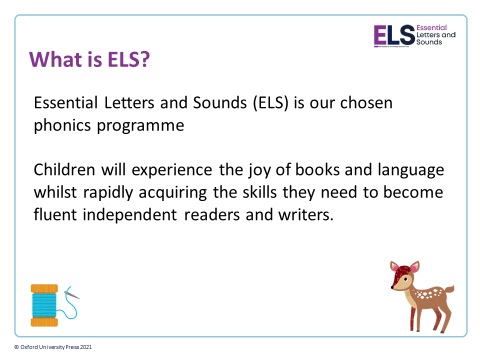 ELS Essential
Letters and
Sounds
What is ELS?
Essential Letters and Sounds (ELS) is our chosen
phonics programme
Children will experience the joy of books and language
whilst rapidly acquiring the skills they need to become
fluent independent readers and writers.
© Oxford University Press 2021